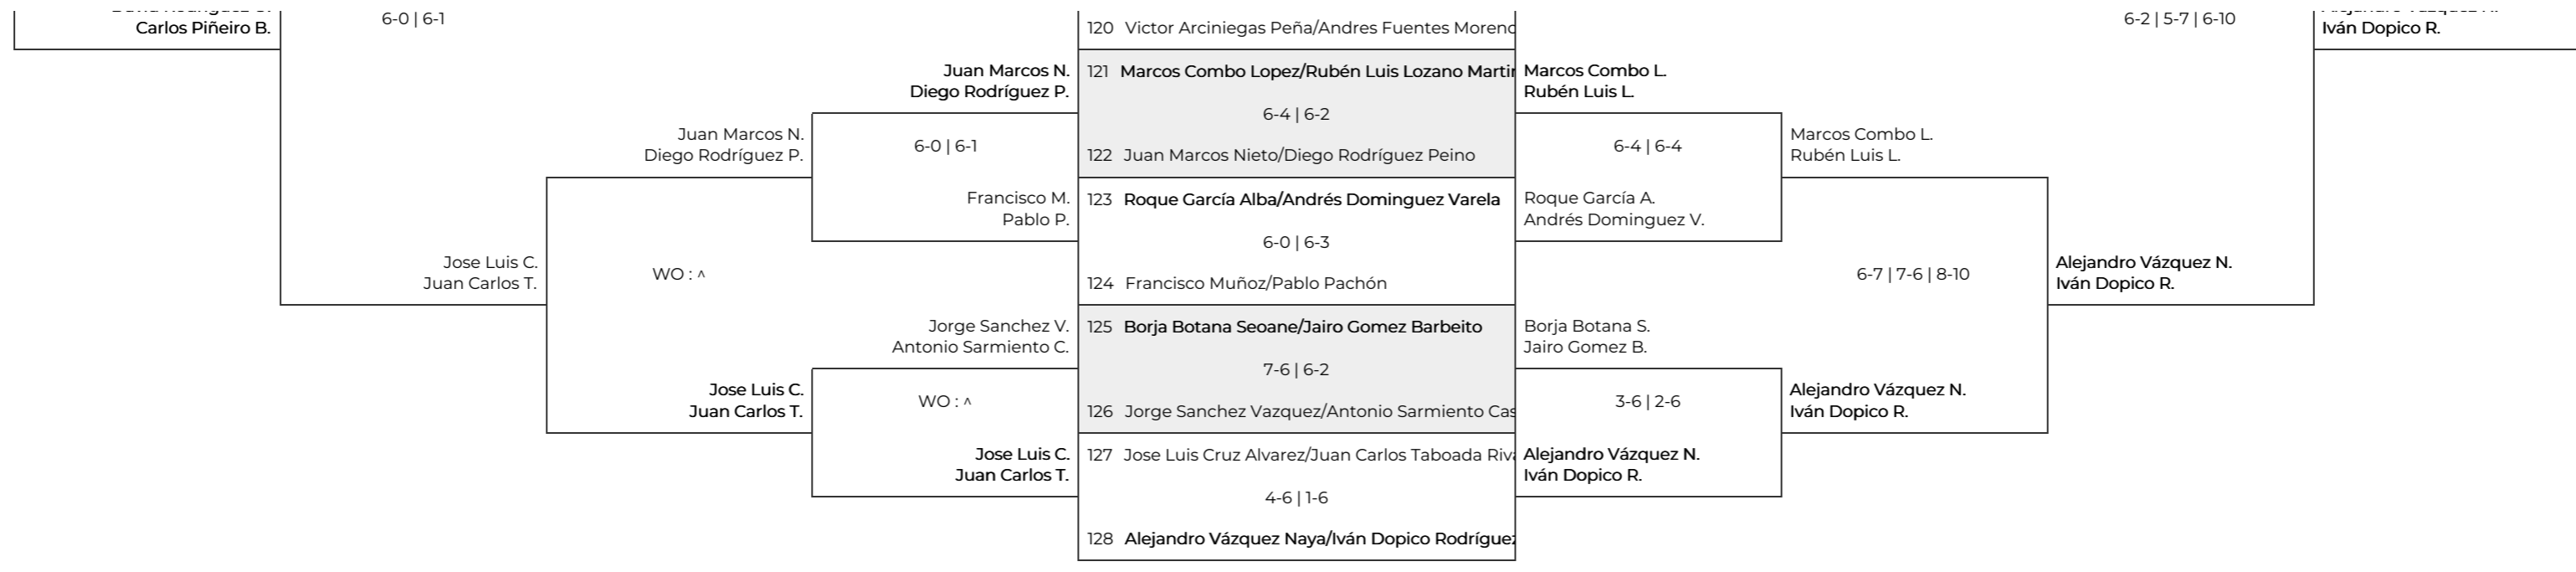 Carlos Piñeiro B.
6-0 | 6-1
120 Victor Arciniegas Peña/Andres Fuentes Moreno
6-2 | 5-7 | 6-10
Iván Dopico R.
Juan Marcos N.
Diego Rodríguez P.
121 Marcos Combo Lopez/Rubén Luis Lozano Martin
Marcos Combo L.
Rubén Luis L.
6-4 | 6-2
Juan Marcos N.
Diego Rodríguez P.
6-0 | 6-1
122 Juan Marcos Nieto/Diego Rodríguez Peino
6-4 | 6-4
Marcos Combo L.
Rubén Luis L.
Francisco M.
Pablo P.
123 Roque García Alba/Andrés Dominguez Varela
Roque García A.
Andrés Dominguez V.
6-0 | 6-3
Jose Luis C.
Juan Carlos T.
WO : ^
124 Francisco Muñoz/Pablo Pachón
6-7 | 7-6 | 8-10
Alejandro Vázquez N.
Iván Dopico R.
Jorge Sanchez V.
Antonio Sarmiento C.
125 Borja Botana Seoane/Jairo Gomez Barbeito
Borja Botana S.
Jairo Gomez B.
7-6 | 6-2
Jose Luis C.
Juan Carlos T.
WO : ^
126 Jorge Sanchez Vazquez/Antonio Sarmiento Cas
3-6 | 2-6
Alejandro Vázquez N.
Iván Dopico R.
Jose Luis C.
Juan Carlos T.
127 Jose Luis Cruz Alvarez/Juan Carlos Taboada Riva
Alejandro Vázquez N.
Iván Dopico R.
4-6 | 1-6
128 Alejandro Vázquez Naya/Iván Dopico Rodríguez